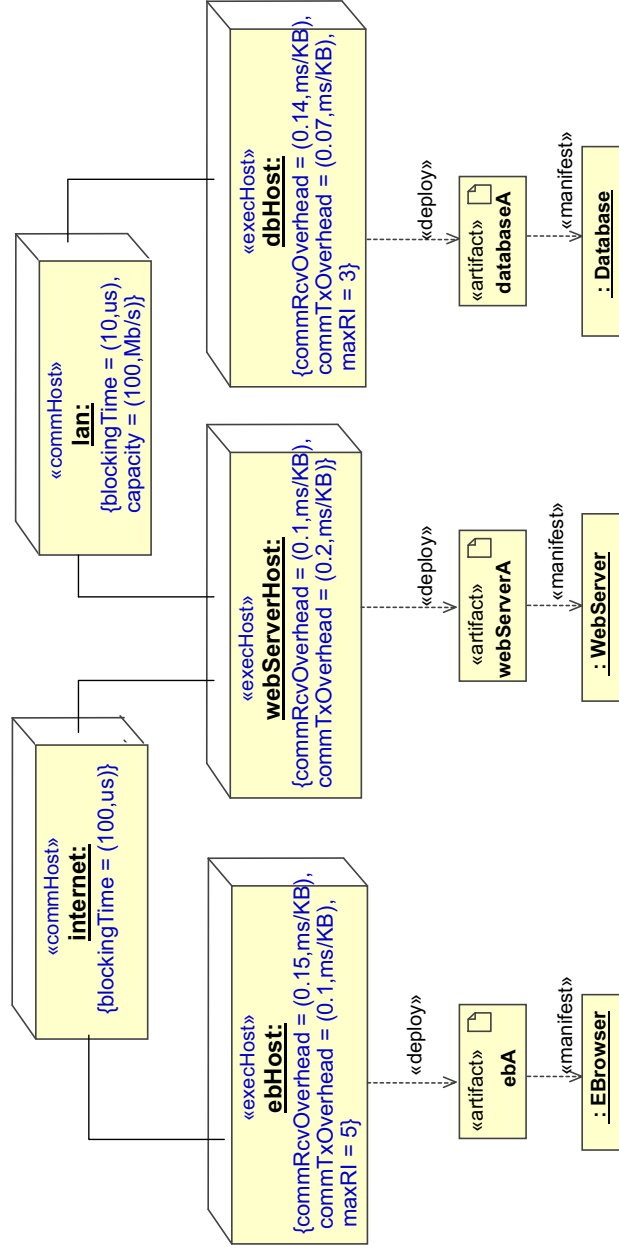 «commHost»
internet:
{blockingTime = (100,us)}
«commHost»
lan:
{blockingTime = (10,us),
capacity = (100,Mb/s)}
«execHost»
ebHost:
{commRcvOverhead = (0.15,ms/KB),
commTxOverhead = (0.1,ms/KB),
maxRI = 5}
«execHost»
webServerHost:
{commRcvOverhead = (0.1,ms/KB),
commTxOverhead = (0.2,ms/KB)}
«execHost»
dbHost:
{commRcvOverhead = (0.14,ms/KB),
commTxOverhead = (0.07,ms/KB),
maxRI = 3}
«deploy»
«deploy»
«deploy»
«artifact»
ebA
«artifact»
webServerA
«artifact»
databaseA
«manifest»
«manifest»
«manifest»
: EBrowser
: WebServer
: Database